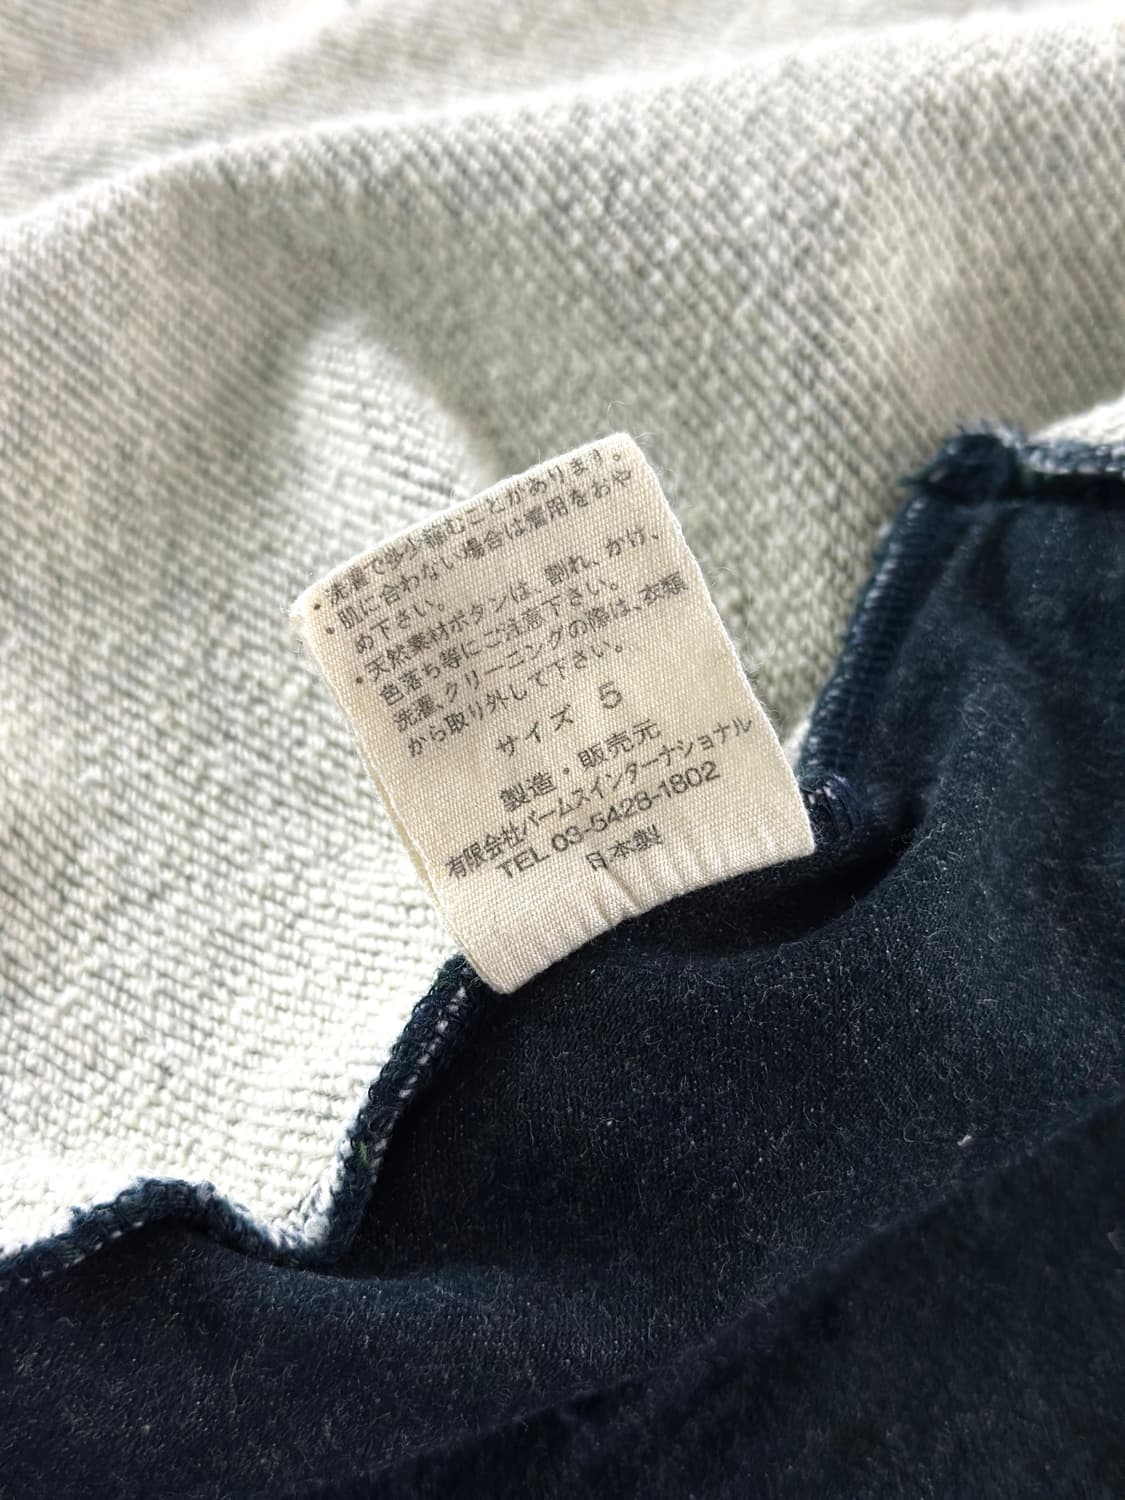 ・洗濯で多少縮むことがあります。
・肌に合わない場合は着用をおや
め下さい。
・天然素材ボタンは、割れ、かけ、
色落ち等にご注意下さい。
洗濯、クリーニングの際は、衣類
から取り外して下さい。
サイズ 5
製造・販売元
有限会社パームスインターナショナル
TEL 03-5428-1802
日本製